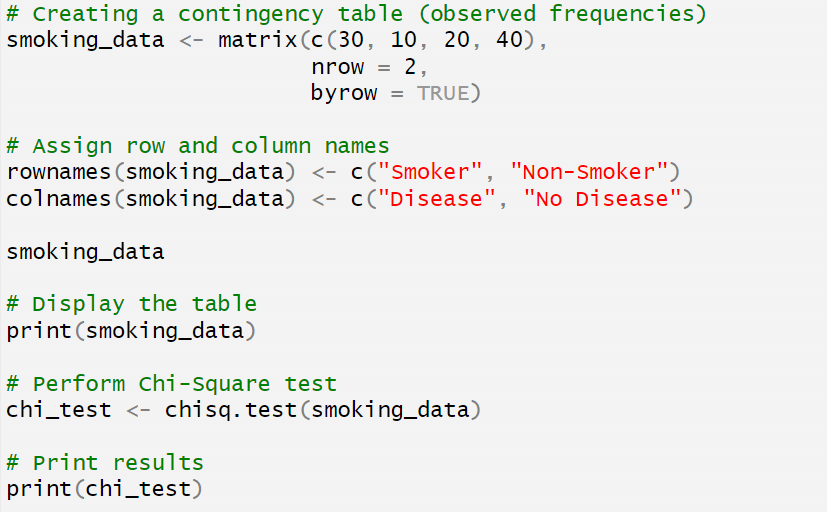 # Creating a contingency table (observed frequencies)
smoking_data <- matrix(c(30, 10, 20, 40),
                       nrow = 2,
                       byrow = TRUE)

# Assign row and column names
rownames(smoking_data) <- c("Smoker", "Non-Smoker")
colnames(smoking_data) <- c("Disease", "No Disease")

smoking_data

# Display the table
print(smoking_data)

# Perform Chi-Square test
chi_test <- chisq.test(smoking_data)

# Print results
print(chi_test)